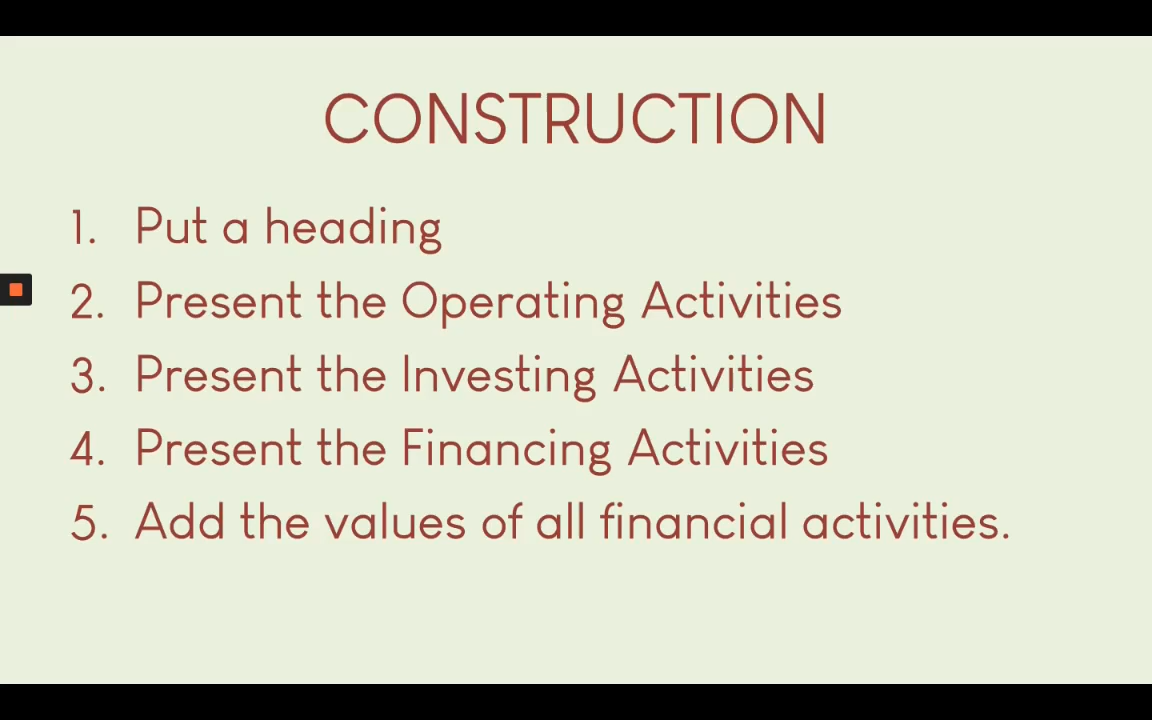 CONSTRUCTION
1. Put a heading
2. Present the Operating Activities
3. Present the Investing Activities
4. Present the Financing Activities
5. Add the values of all financial activities.